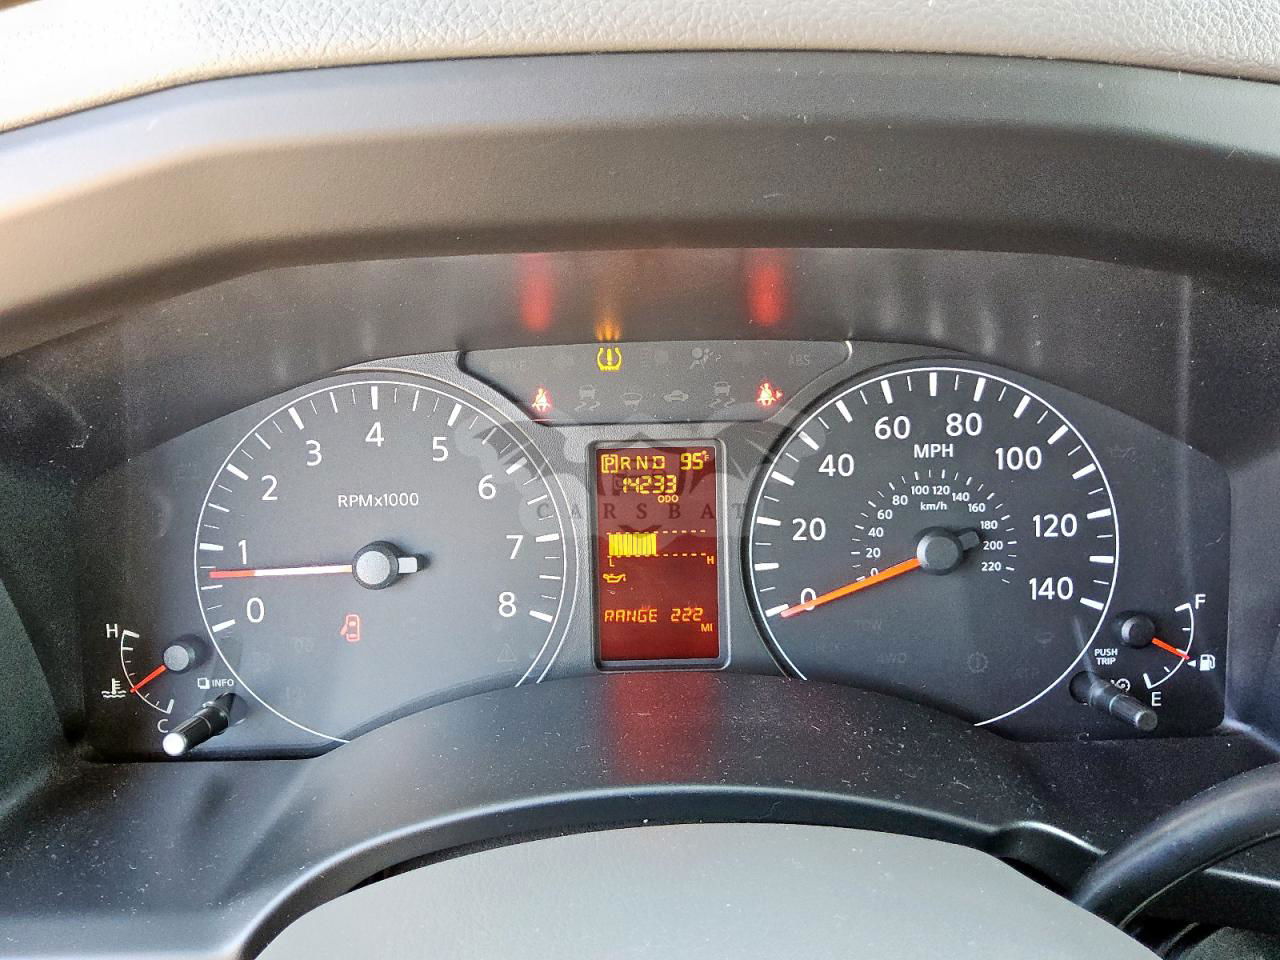 ABS
1
2
3
4
5
6
7
8
0
RPMx1000
H
C
INFO
P R N D 95°F
14233
ODO
CARSBAT
L H
RANGE 222
MI
0
20
40
60
80
100
120
140
MPH
0
20
40
60
80
100
120
140
160
180
200
220
km/h
PUSH
TRIP
F
E